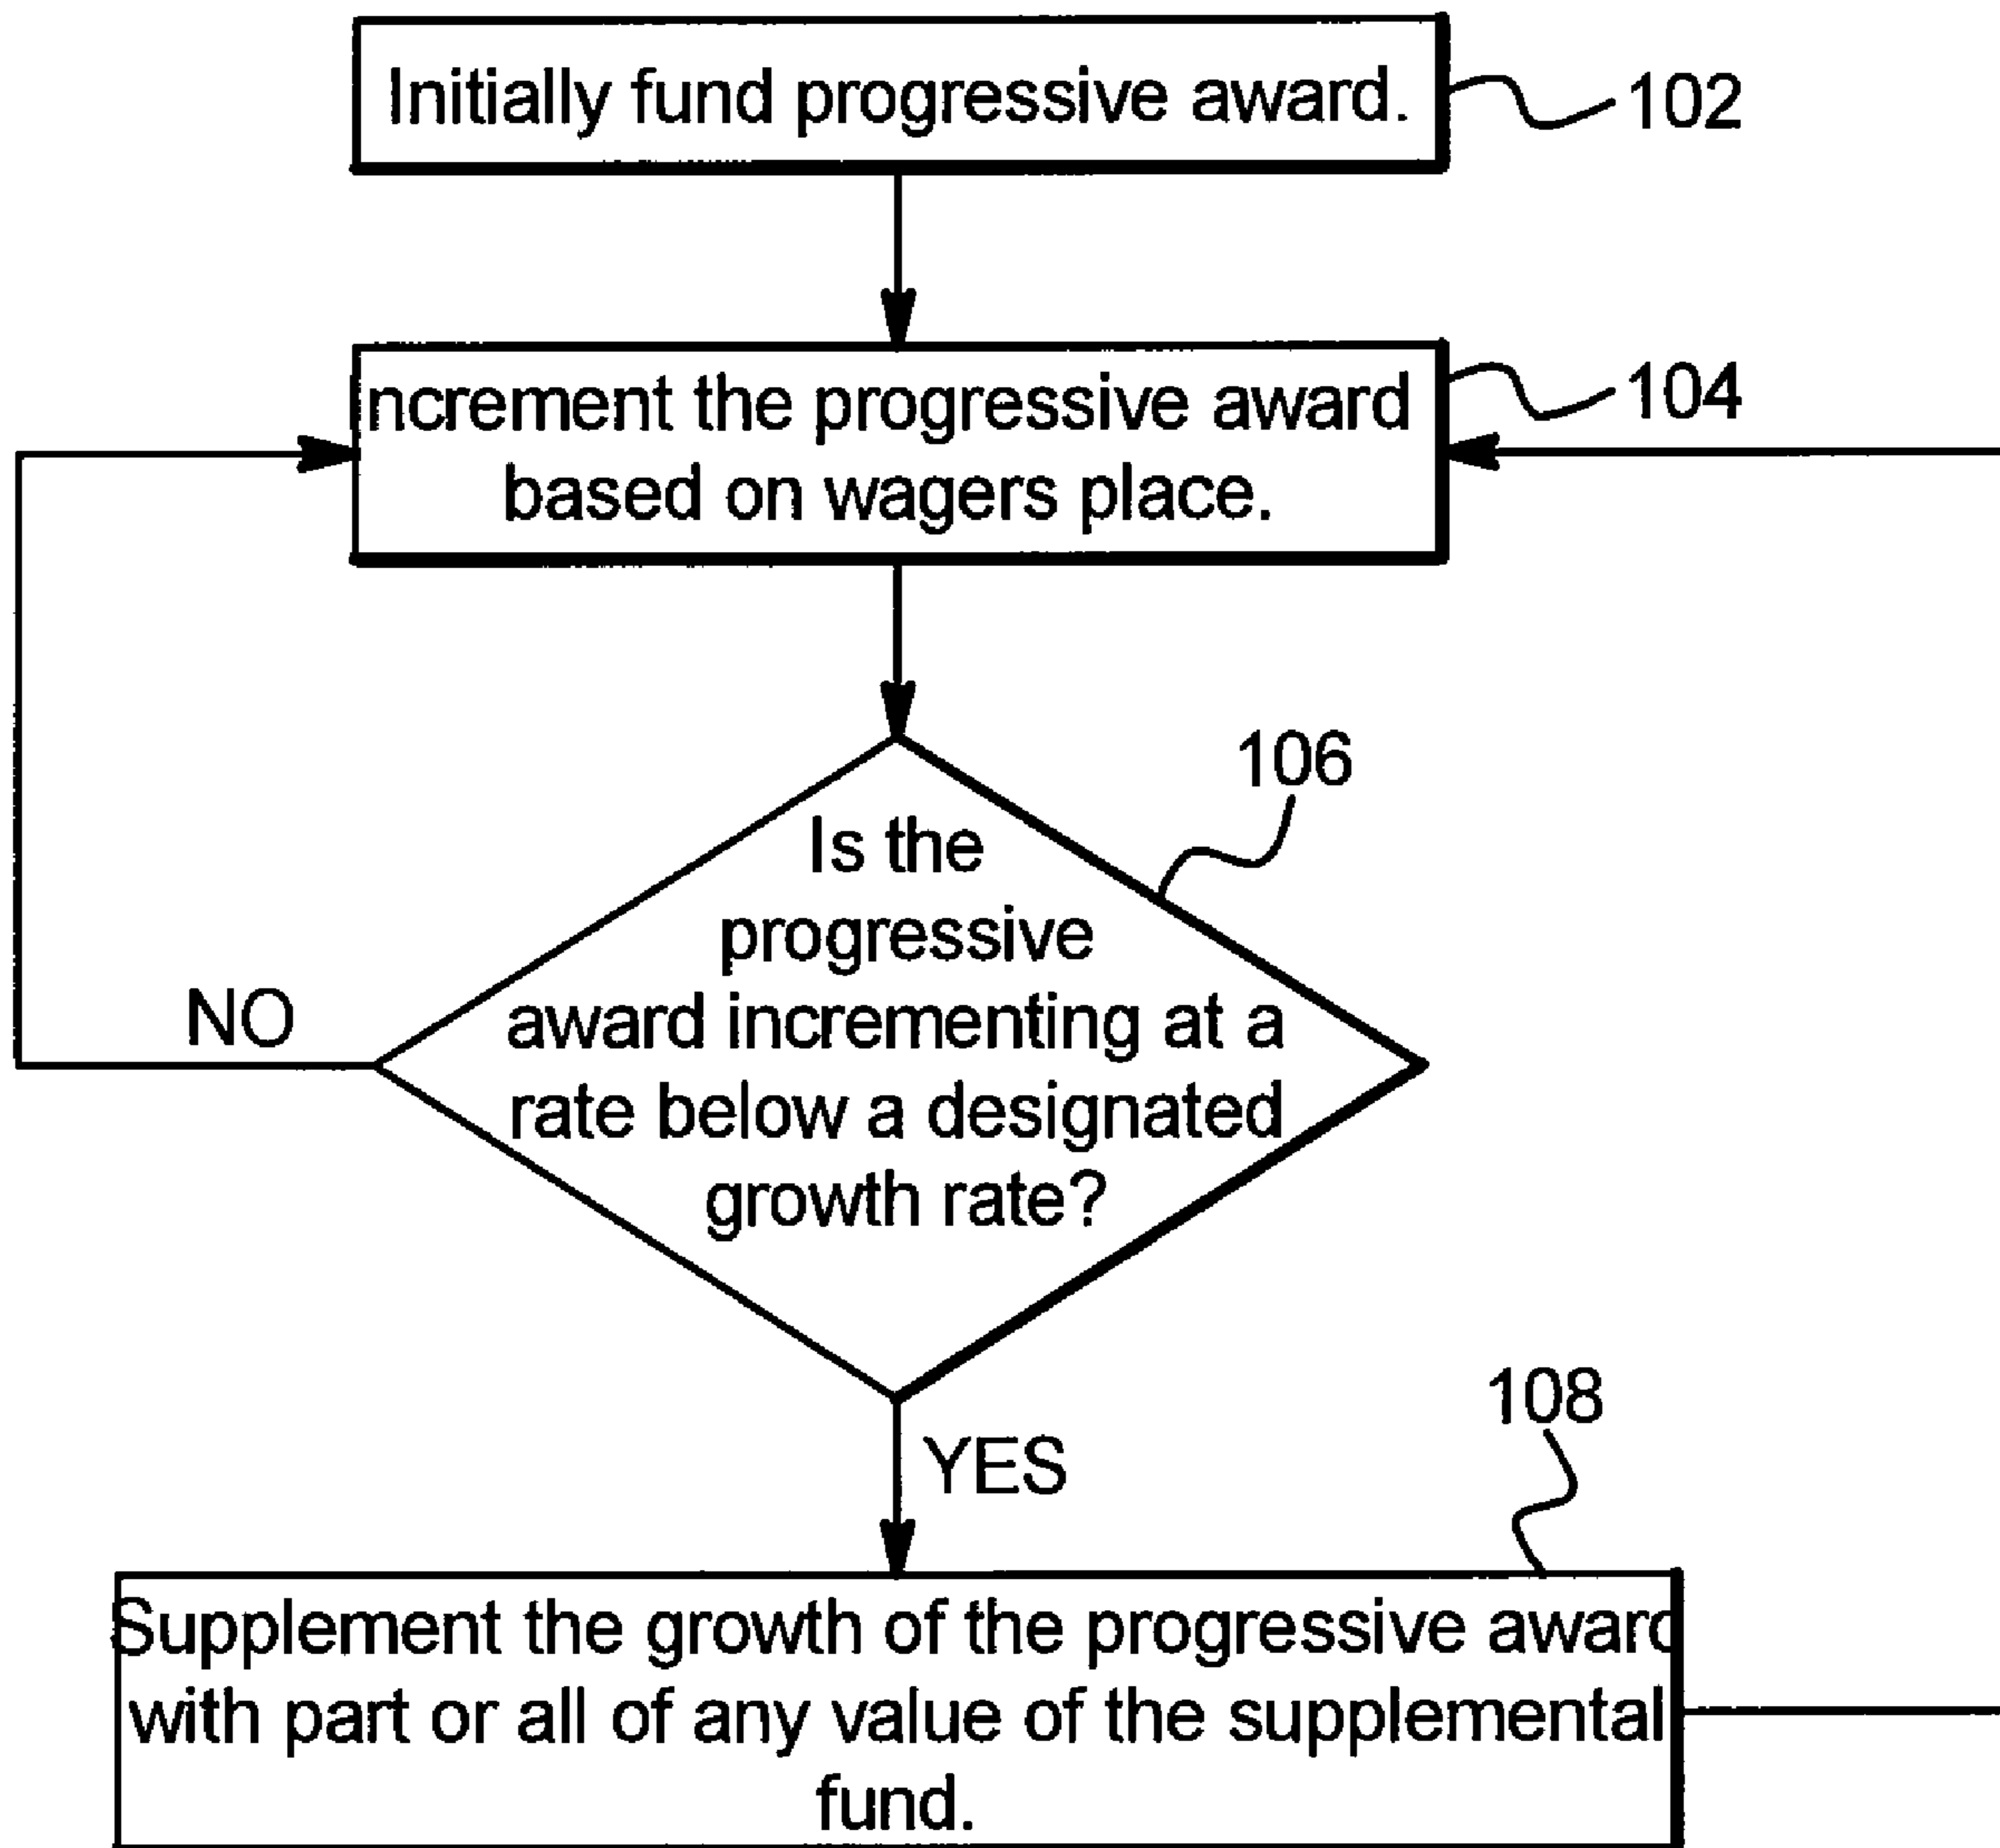 Initially fund progressive award.
102
Increment the progressive award
based on wagers place.
104
106
Is the
progressive
award incrementing at a
rate below a designated
growth rate?
NO
YES
108
Supplement the growth of the progressive award
with part or all of any value of the supplemental
fund.